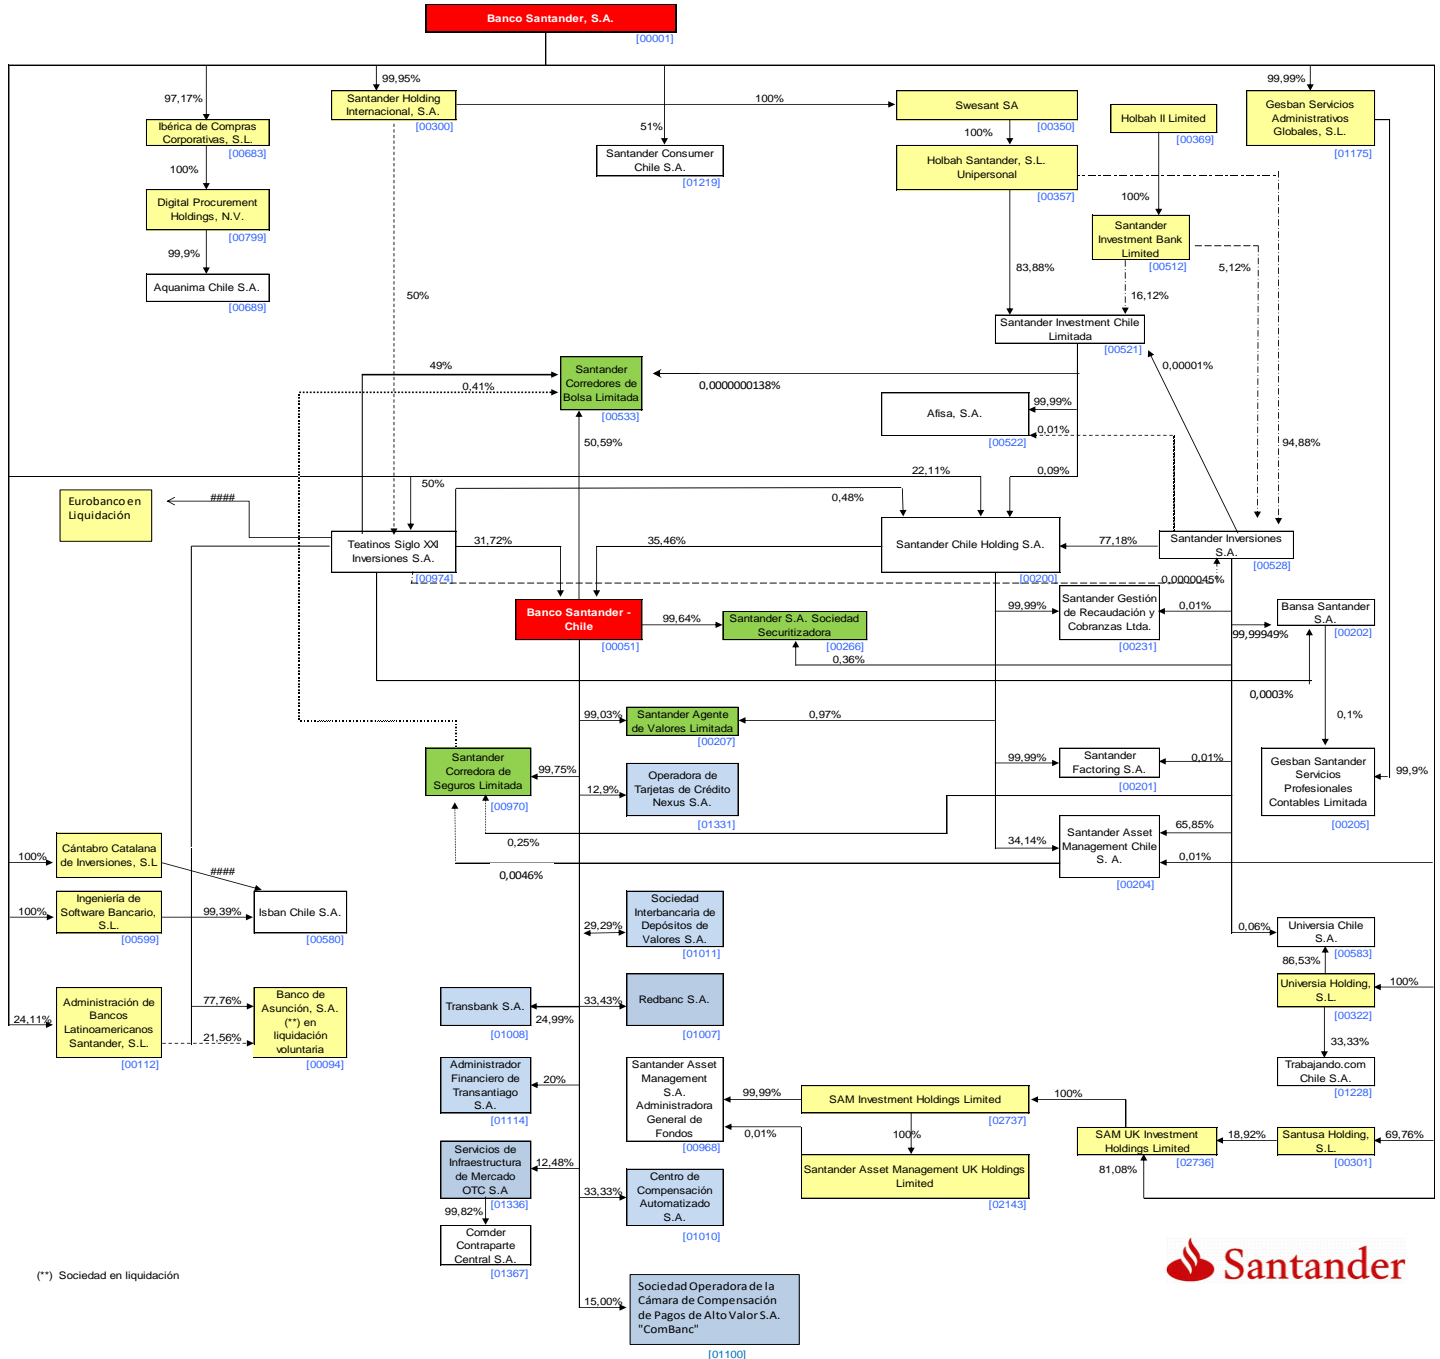 Banco Santander, S.A.
[00001]
99,95%
99,99%
97,17%
Santander Holding
Internacional, S.A.
[00300]
100%
Swesant SA
[00350]
Holbah II Limited
[00369]
Gesban Servicios
Administrativos
Globales, S.L.
[01175]
Ibérica de Compras
Corporativas, S.L.
[00683]
51%
100%
Santander Consumer
Chile S.A.
[01219]
Holbah Santander, S.L.
Unipersonal
[00357]
100%
100%
Digital Procurement
Holdings, N.V.
[00799]
Santander
Investment Bank
Limited
[00512]
99,9%
83,88%
5,12%
Aquanima Chile S.A.
[00689]
50%
16,12%
Santander Investment Chile
Limitada
[00521]
49%
0,41%
Santander
Corredores de
Bolsa Limitada
[00533]
0,0000000138%
0,00001%
Afisa, S.A.
[00522]
99,99%
0,01%
50,59%
94,88%
22,11%
0,09%
50%
0,48%
Eurobanco en
Liquidación
####
Teatinos Siglo XXI
Inversiones S.A.
[00974]
31,72%
35,46%
Santander Chile Holding S.A.
[00200]
77,18%
Santander Inversiones
S.A.
[00528]
0,0000045%
Banco Santander -
Chile
[00051]
99,64%
Santander S.A. Sociedad
Securitizadora
[00266]
99,99%
Santander Gestión
de Recaudación y
Cobranzas Ltda.
[00231]
0,01%
Bansa Santander
S.A.
[00202]
99,99949%
0,36%
0,0003%
99,03%
Santander Agente
de Valores Limitada
[00207]
0,97%
0,1%
Santander
Corredora de
Seguros Limitada
[00970]
99,75%
Operadora de
Tarjetas de Crédito
Nexus S.A.
[01331]
12,9%
99,99%
Santander
Factoring S.A.
[00201]
0,01%
Gesban Santander
Servicios
Profesionales
Contables Limitada
[00205]
99,9%
0,25%
0,0046%
34,14%
Santander Asset
Management Chile
S. A.
[00204]
65,85%
0,01%
100%
Cántabro Catalana
de Inversiones, S.L
####
100%
Ingeniería de
Software Bancario,
S.L.
[00599]
99,39%
Isban Chile S.A.
[00580]
29,29%
Sociedad
Interbancaria de
Depósitos de
Valores S.A.
[01011]
0,06%
Universia Chile
S.A.
[00583]
86,53%
24,11%
Administración de
Bancos
Latinoamericanos
Santander, S.L.
[00112]
77,76%
21,56%
Banco de
Asunción, S.A.
(**) en
liquidación
voluntaria
[00094]
Transbank S.A.
[01008]
33,43%
24,99%
Redbanc S.A.
[01007]
Universia Holding,
S.L.
[00322]
100%
33,33%
Administrador
Financiero de
Transantiago
S.A.
[01114]
20%
Santander Asset
Management
S.A.
Administradora
General de
Fondos
[00968]
99,99%
0,01%
SAM Investment Holdings Limited
[02737]
100%
100%
Trabajando.com
Chile S.A.
[01228]
Servicios de
Infraestructura
de Mercado
OTC S.A
[01336]
12,48%
Santander Asset Management UK Holdings
Limited
[02143]
SAM UK Investment
Holdings Limited
[02736]
18,92%
81,08%
Santusa Holding,
S.L.
[00301]
69,76%
33,33%
Centro de
Compensación
Automatizado
S.A.
[01010]
99,82%
Comder
Contraparte
Central S.A.
[01367]
Santander
(**) Sociedad en liquidación
15,00%
Sociedad Operadora de la
Cámara de Compensación
de Pagos de Alto Valor S.A.
"ComBanc"
[01100]